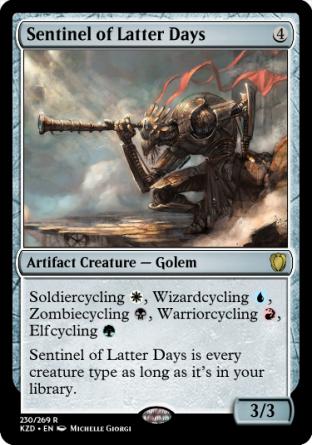 Sentinel of Latter Days 4
Artifact Creature — Golem
Soldiercycling , Wizardcycling ,
Zombiecycling , Warriorcycling ,
Elfcycling
Sentinel of Latter Days is every
creature type as long as it's in your
library.
3/3
230/269 R
KZD • EN Michelle Giorgi